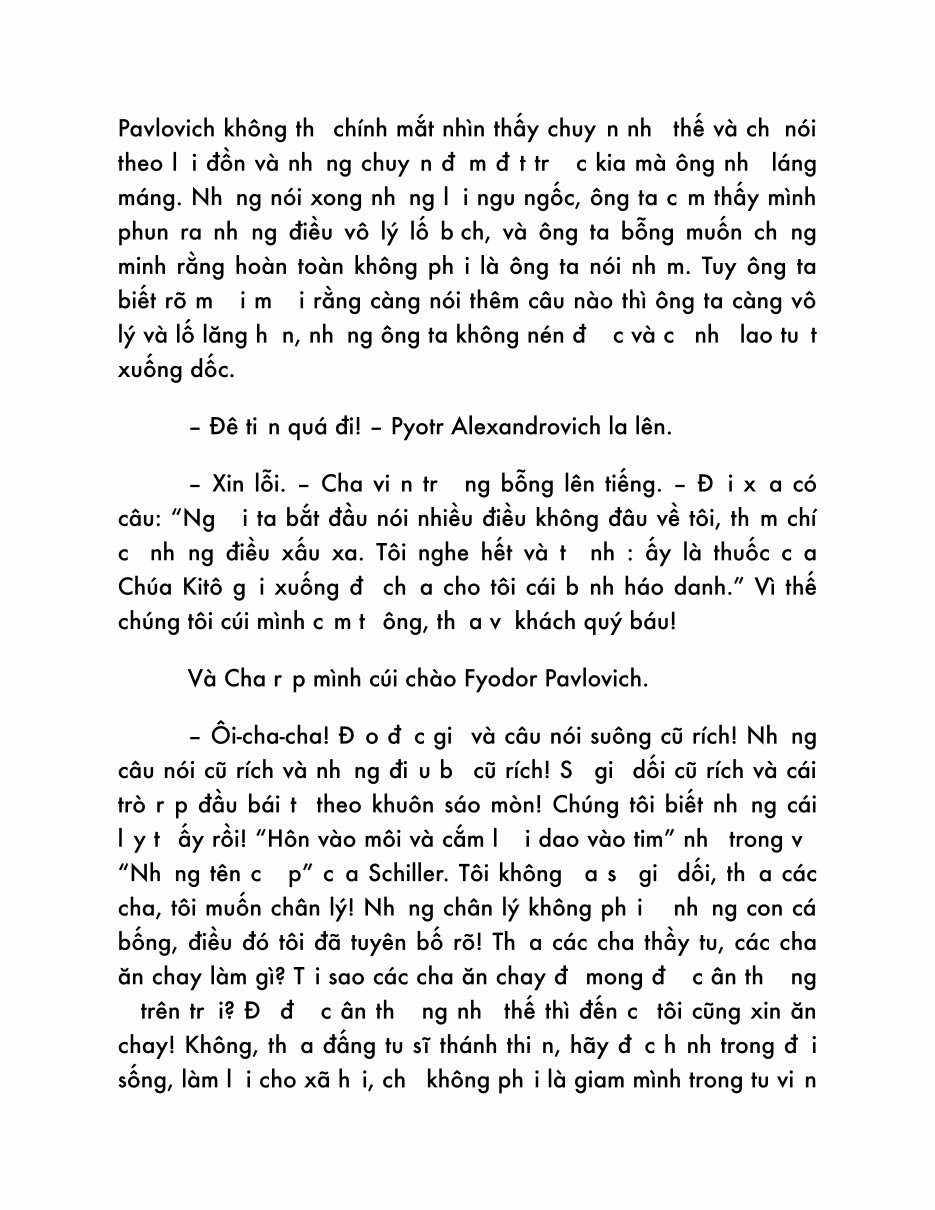 Pavlovich không th chính mắt nhìn thấy chuy n nh thế và ch nói
theo l i đồn và nh ng chuy n đ m đ t tr c kia mà ông nh láng
máng. Nh ng nói xong nh ng l i ngu ngốc, ông ta c m thấy mình
phun ra nh ng điều vô lý lố b ch, và ông ta bỗng muốn ch ng
minh rằng hoàn toàn không ph i là ông ta nói nh m. Tuy ông ta
biết rõ m i m i rằng càng nói thêm câu nào thì ông ta càng vô
lý và lố lăng h n, nh ng ông ta không nén đ c và c nh lao tu t
xuống dốc.
– Đê ti n quá đi! – Pyotr Alexandrovich la lên.
– Xin lỗi. – Cha vi n tr ng bỗng lên tiếng. – Đ i x a có
câu: “Ng i ta bắt đầu nói nhiều điều không đâu về tôi, th m chí
c nh ng điều xấu xa. Tôi nghe hết và t nh : ấy là thuốc c a
Chúa Kitô g i xuống đ ch a cho tôi cái b nh háo danh.” Vì thế
chúng tôi cúi mình c m t ông, th a v khách quý báu!
Và Cha r p mình cúi chào Fyodor Pavlovich.
– Ôi-cha-cha! Đ o đ c gi và câu nói suông cũ rích! Nh ng
câu nói cũ rích và nh ng đi u b cũ rích! S gi dối cũ rích và cái
trò r p đầu bái t theo khuôn sáo mòn! Chúng tôi biết nh ng cái
l y t ấy rồi! “Hôn vào môi và cắm l i dao vào tim” nh trong v
“Nh ng tên c p” c a Schiller. Tôi không a s gi dối, th a các
cha, tôi muốn chân lý! Nh ng chân lý không ph i nh ng con cá
bống, điều đó tôi đã tuyên bố rõ! Th a các cha thầy tu, các cha
ăn chay làm gì? T i sao các cha ăn chay đ mong đ c ân th ng
trên tr i? Đ đ c ân th ng nh thế thì đến c tôi cũng xin ăn
chay! Không, th a đấng tu sĩ thánh thi n, hãy đ c h nh trong đ i
sống, làm l i cho xã h i, ch không ph i là giam mình trong tu vi n